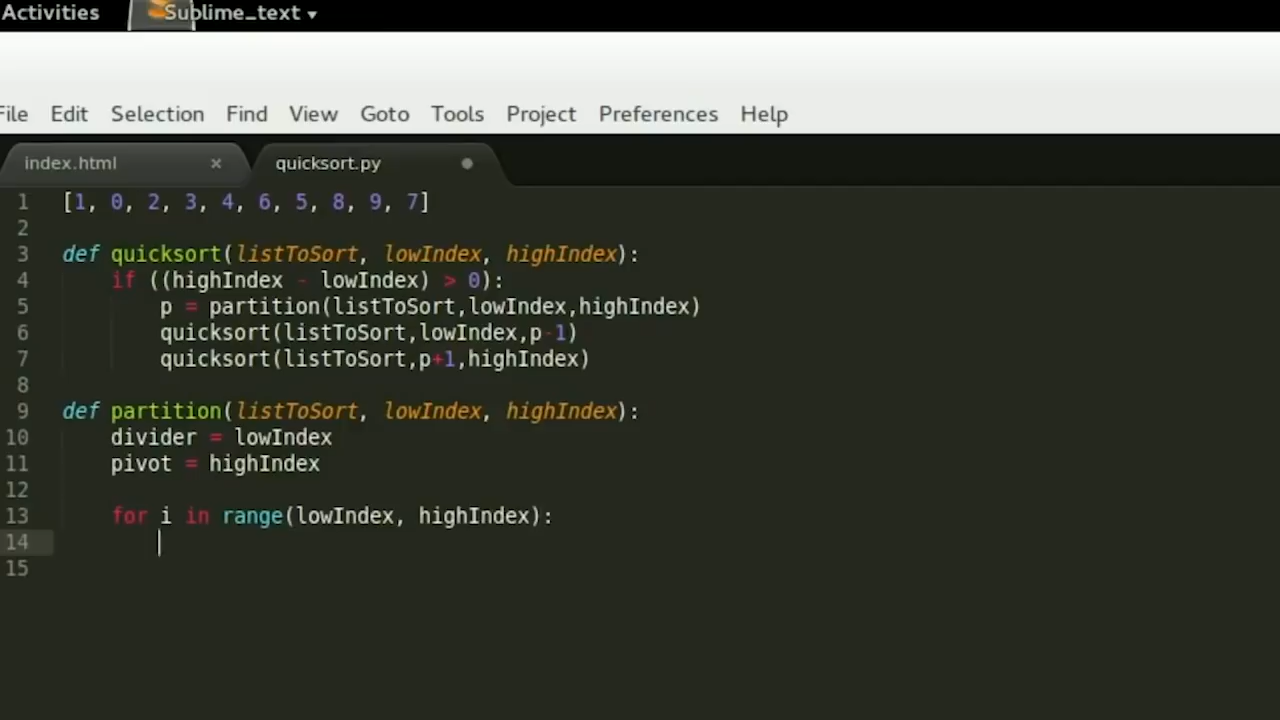 Activities Sublime_text ▾
File Edit Selection Find View Goto Tools Project Preferences Help
index.html × quicksort.py
1 [1, 0, 2, 3, 4, 6, 5, 8, 9, 7]
2
3 def quicksort(listToSort, lowIndex, highIndex):
4     if ((highIndex - lowIndex) > 0):
5         p = partition(listToSort,lowIndex,highIndex)
6         quicksort(listToSort,lowIndex,p-1)
7         quicksort(listToSort,p+1,highIndex)
8
9 def partition(listToSort, lowIndex, highIndex):
10     divider = lowIndex
11     pivot = highIndex
12
13     for i in range(lowIndex, highIndex):
14
15